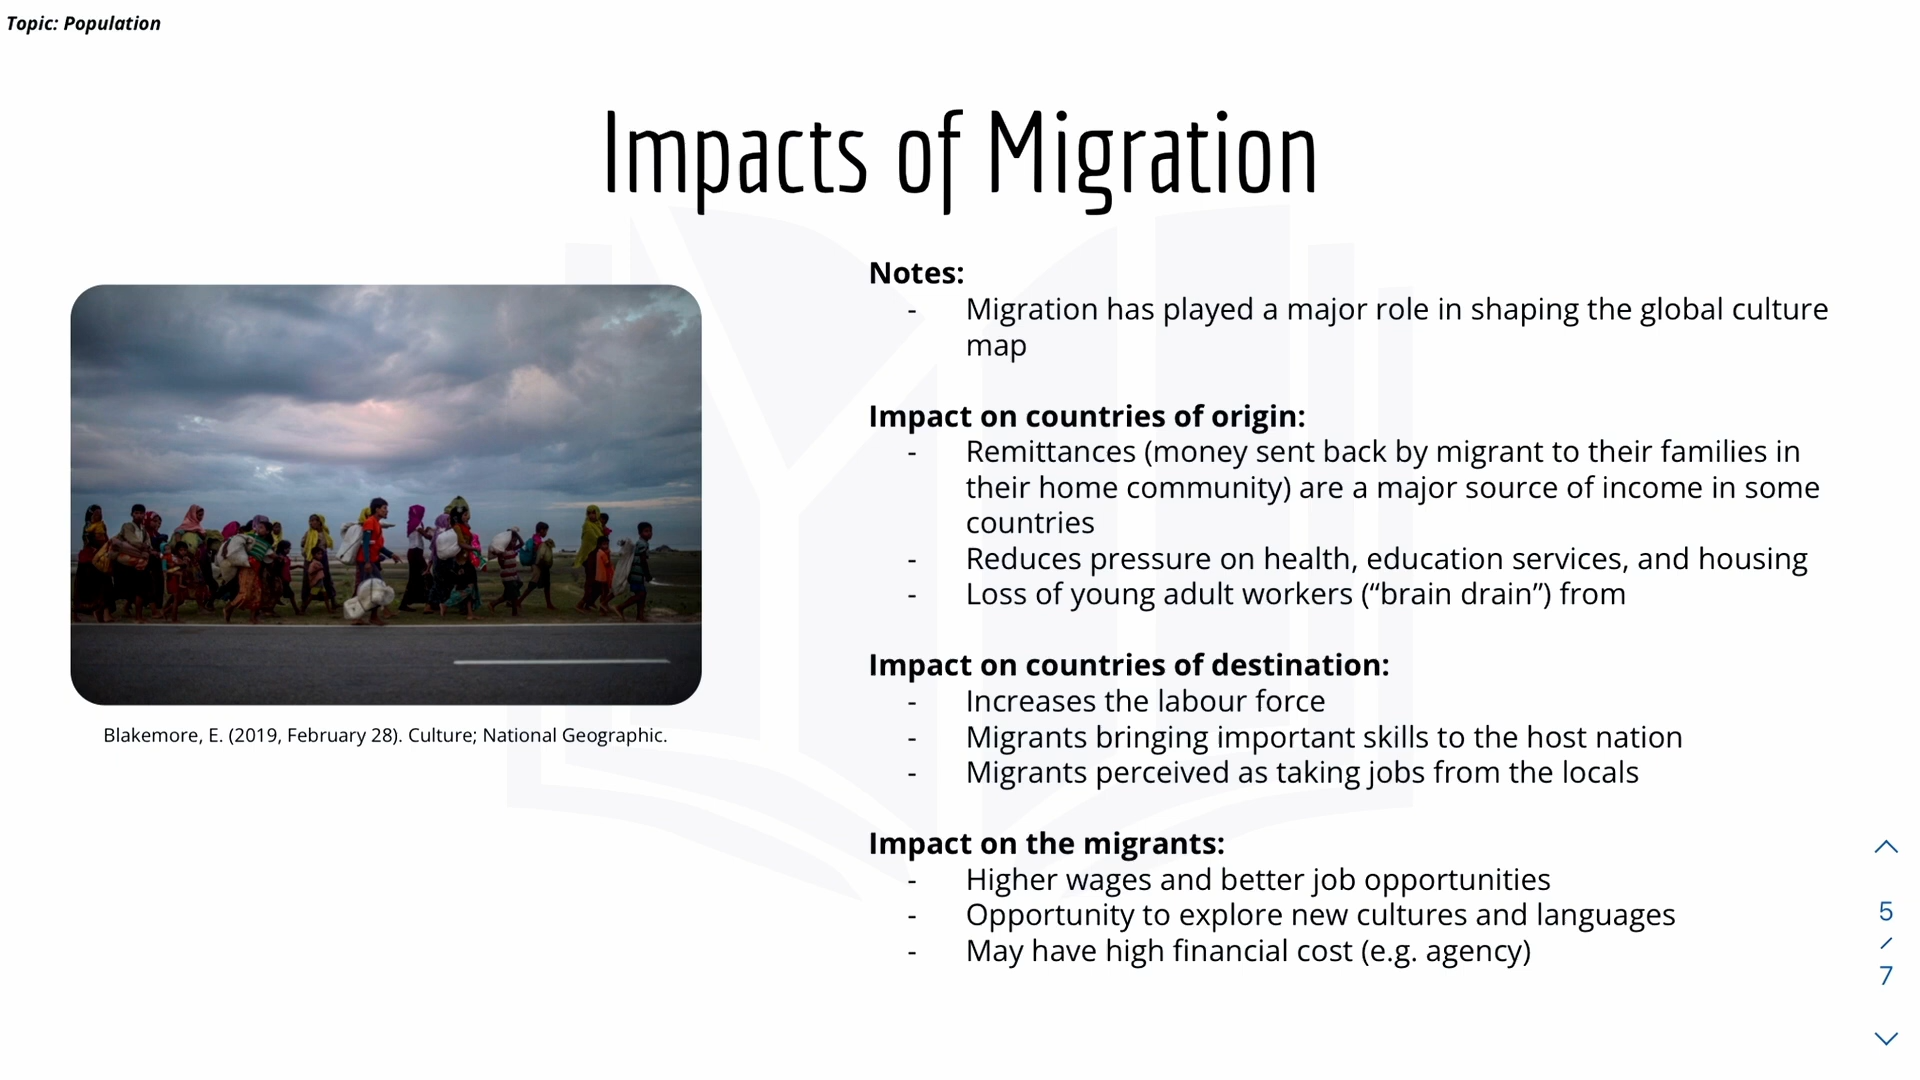 Topic: Population
Impacts of Migration
Blakemore, E. (2019, February 28). Culture; National Geographic.
Notes:
- Migration has played a major role in shaping the global culture
map
Impact on countries of origin:
- Remittances (money sent back by migrant to their families in
their home community) are a major source of income in some
countries
- Reduces pressure on health, education services, and housing
- Loss of young adult workers (“brain drain”) from
Impact on countries of destination:
- Increases the labour force
- Migrants bringing important skills to the host nation
- Migrants perceived as taking jobs from the locals
Impact on the migrants:
- Higher wages and better job opportunities
- Opportunity to explore new cultures and languages
- May have high financial cost (e.g. agency)
5
/
7